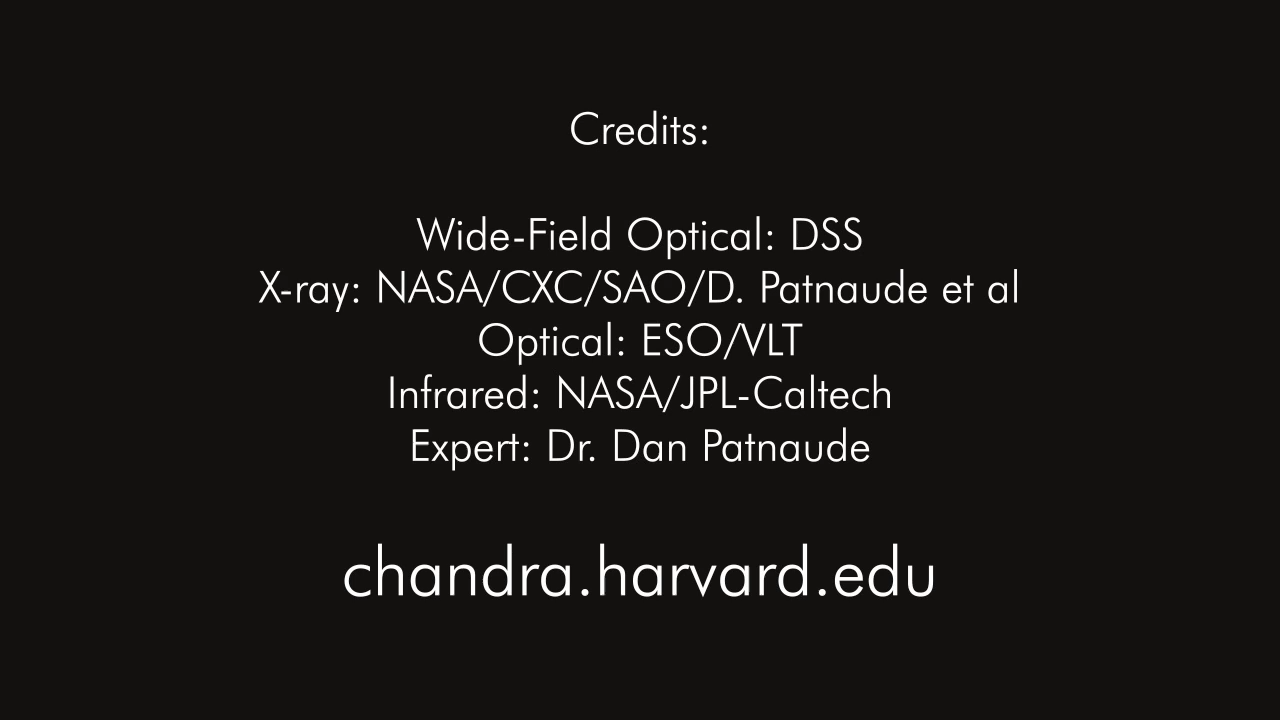 Credits:
Wide-Field Optical: DSS
X-ray: NASA/CXC/SAO/D. Patnaude et al
Optical: ESO/VLT
Infrared: NASA/JPL-Caltech
Expert: Dr. Dan Patnaude
chandra.harvard.edu